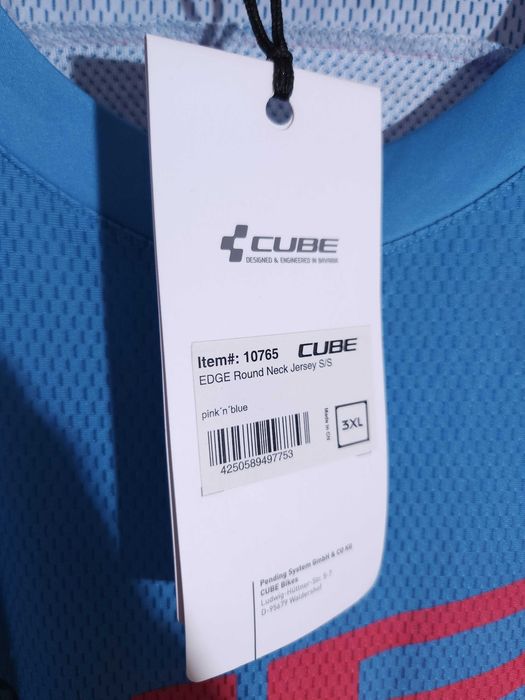 CUBE
DESIGNED & ENGINEERED IN BAVARIA
Item#: 10765 CUBE
EDGE Round Neck Jersey S/S
pink´n´blue
Made in CN
3XL
4250589497753
Pending System GmbH & CO KG
CUBE Bikes
Ludwig-Hüttner-Str. 5-7
D-95679 Waldershof